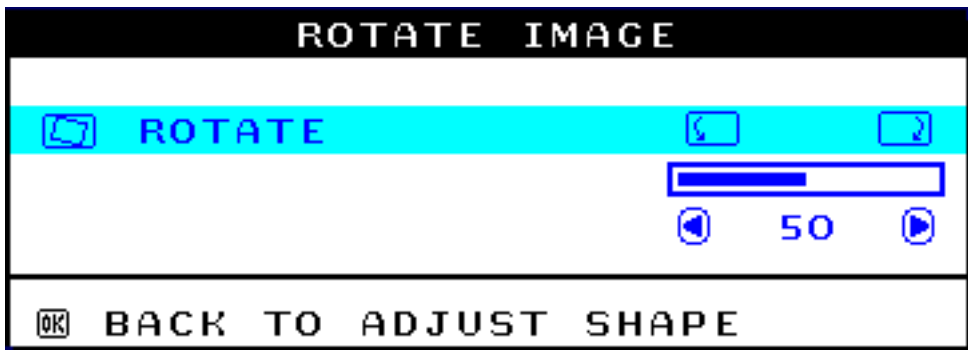 ROTATE IMAGE
ROTATE
50
OK BACK TO ADJUST SHAPE